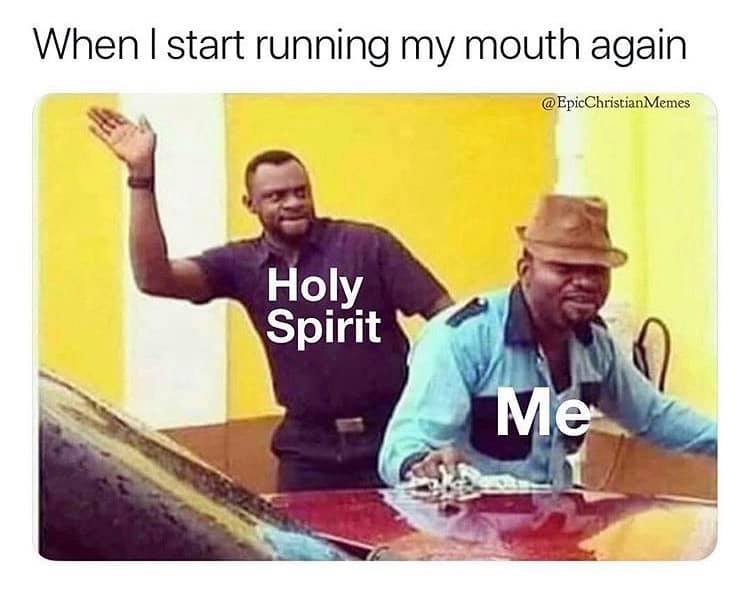 When I start running my mouth again
@EpicChristianMemes
Holy
Spirit
Me